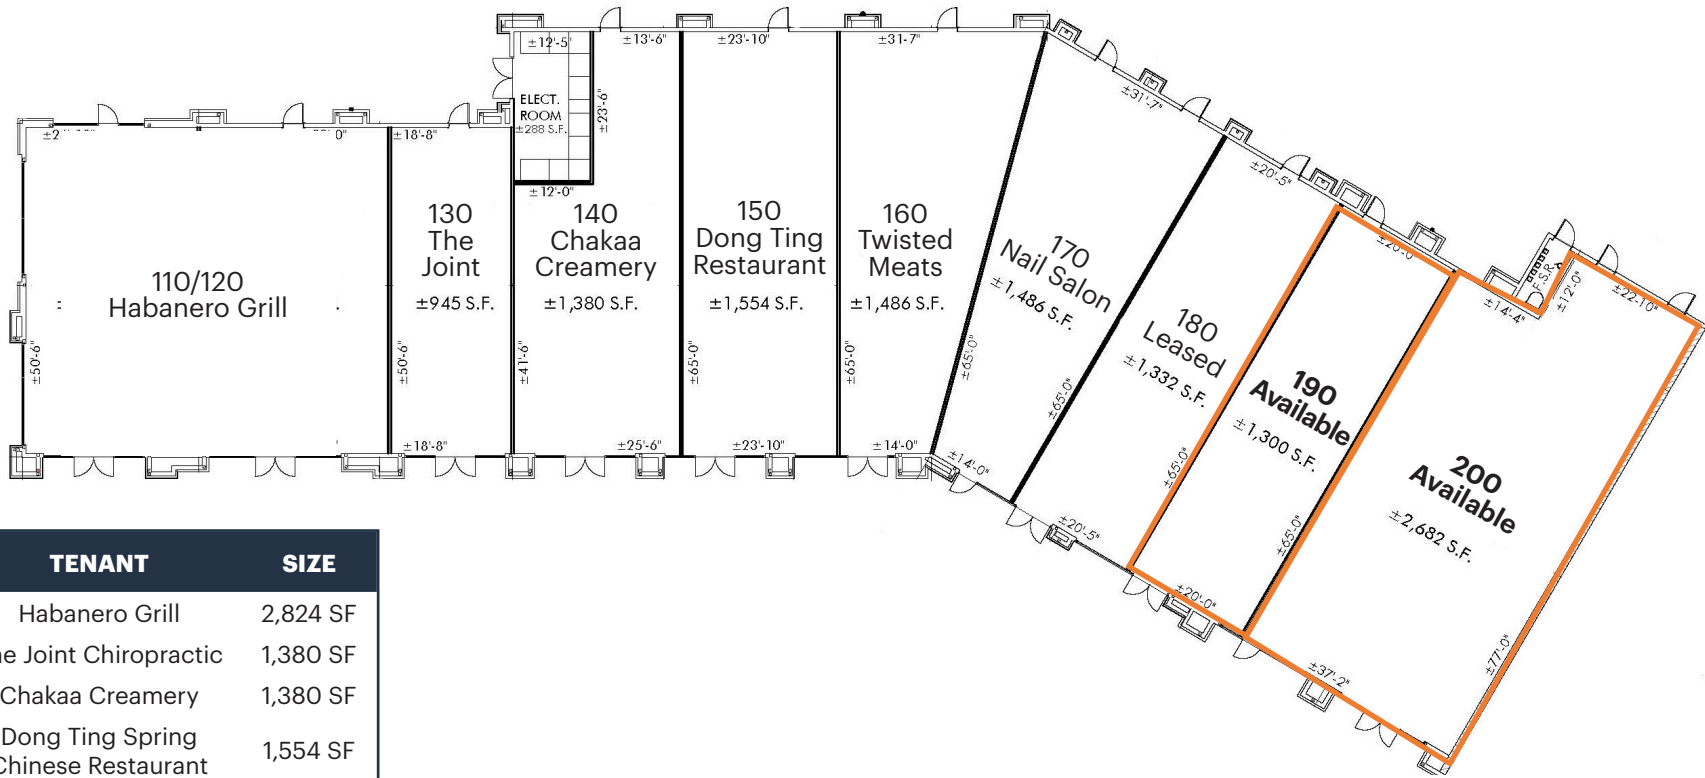 ±12'-5"
±13'-6"
±23'-10"
±31'-7"
ELECT.
ROOM
±288 S.F.
±23'-6"
±12'-0"
±18'-8"
110/120
Habanero Grill
±50'-6"
130
The
Joint
±945 S.F.
±50'-6"
±18'-8"
140
Chakaa
Creamery
±1,380 S.F.
±41'-6"
±25'-6"
150
Dong Ting
Restaurant
±1,554 S.F.
±65'-0"
±23'-10"
160
Twisted
Meats
±1,486 S.F.
±65'-0"
±14'-0"
±31'-7"
170
Nail Salon
±1,486 S.F.
±65'-0"
±65'-0"
±14'-0"
±20'-5"
180
Leased
±1,332 S.F.
±65'-0"
±20'-5"
190
Available
±1,300 S.F.
±65'-0"
±20'-0"
±14'-4"
F.S.R.
±12'-0"
±22'-10"
200
Available
±2,682 S.F.
±77'-0"
±37'-2"
TENANT SIZE
Habanero Grill 2,824 SF
Joint Chiropractic 1,380 SF
Chakaa Creamery 1,380 SF
Dong Ting Spring
Chinese Restaurant 1,554 SF